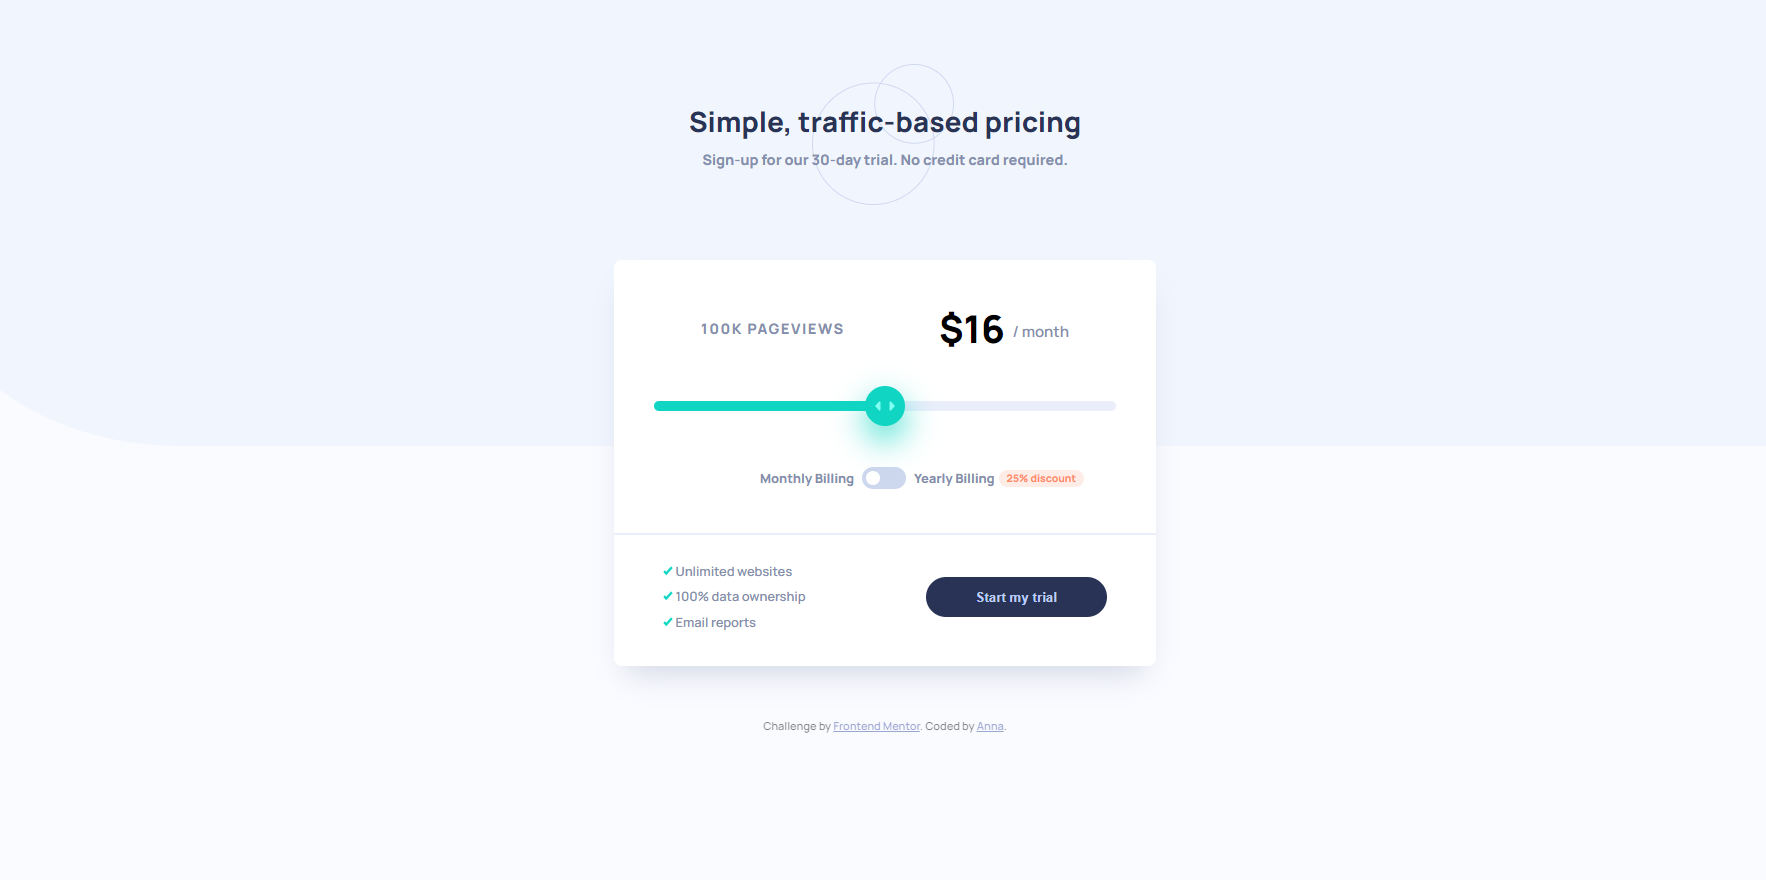 Simple, traffic-based pricing
Sign-up for our 30-day trial. No credit card required.
100K PAGEVIEWS
$16 / month
Monthly Billing
Yearly Billing 25% discount
Unlimited websites
100% data ownership
Email reports
Start my trial
Challenge by Frontend Mentor. Coded by Anna.